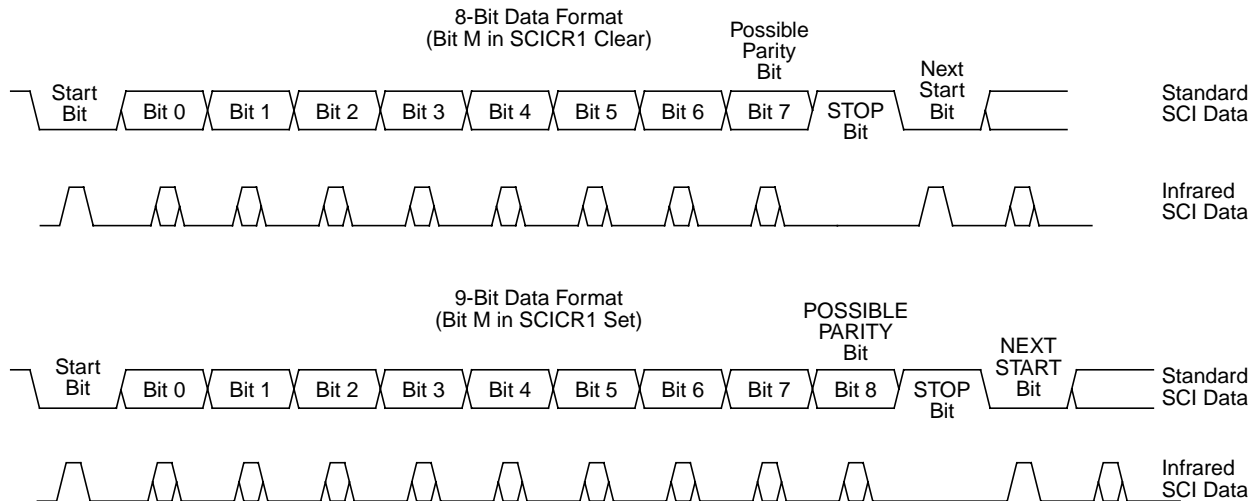 8-Bit Data Format
(Bit M in SCICR1 Clear)
Possible
Parity
Bit
Start
Bit
Bit 0
Bit 1
Bit 2
Bit 3
Bit 4
Bit 5
Bit 6
Bit 7
STOP
Bit
Next
Start
Bit
Standard
SCI Data
Infrared
SCI Data
9-Bit Data Format
(Bit M in SCICR1 Set)
POSSIBLE
PARITY
Bit
Start
Bit
Bit 0
Bit 1
Bit 2
Bit 3
Bit 4
Bit 5
Bit 6
Bit 7
Bit 8
STOP
Bit
NEXT
START
Bit
Standard
SCI Data
Infrared
SCI Data